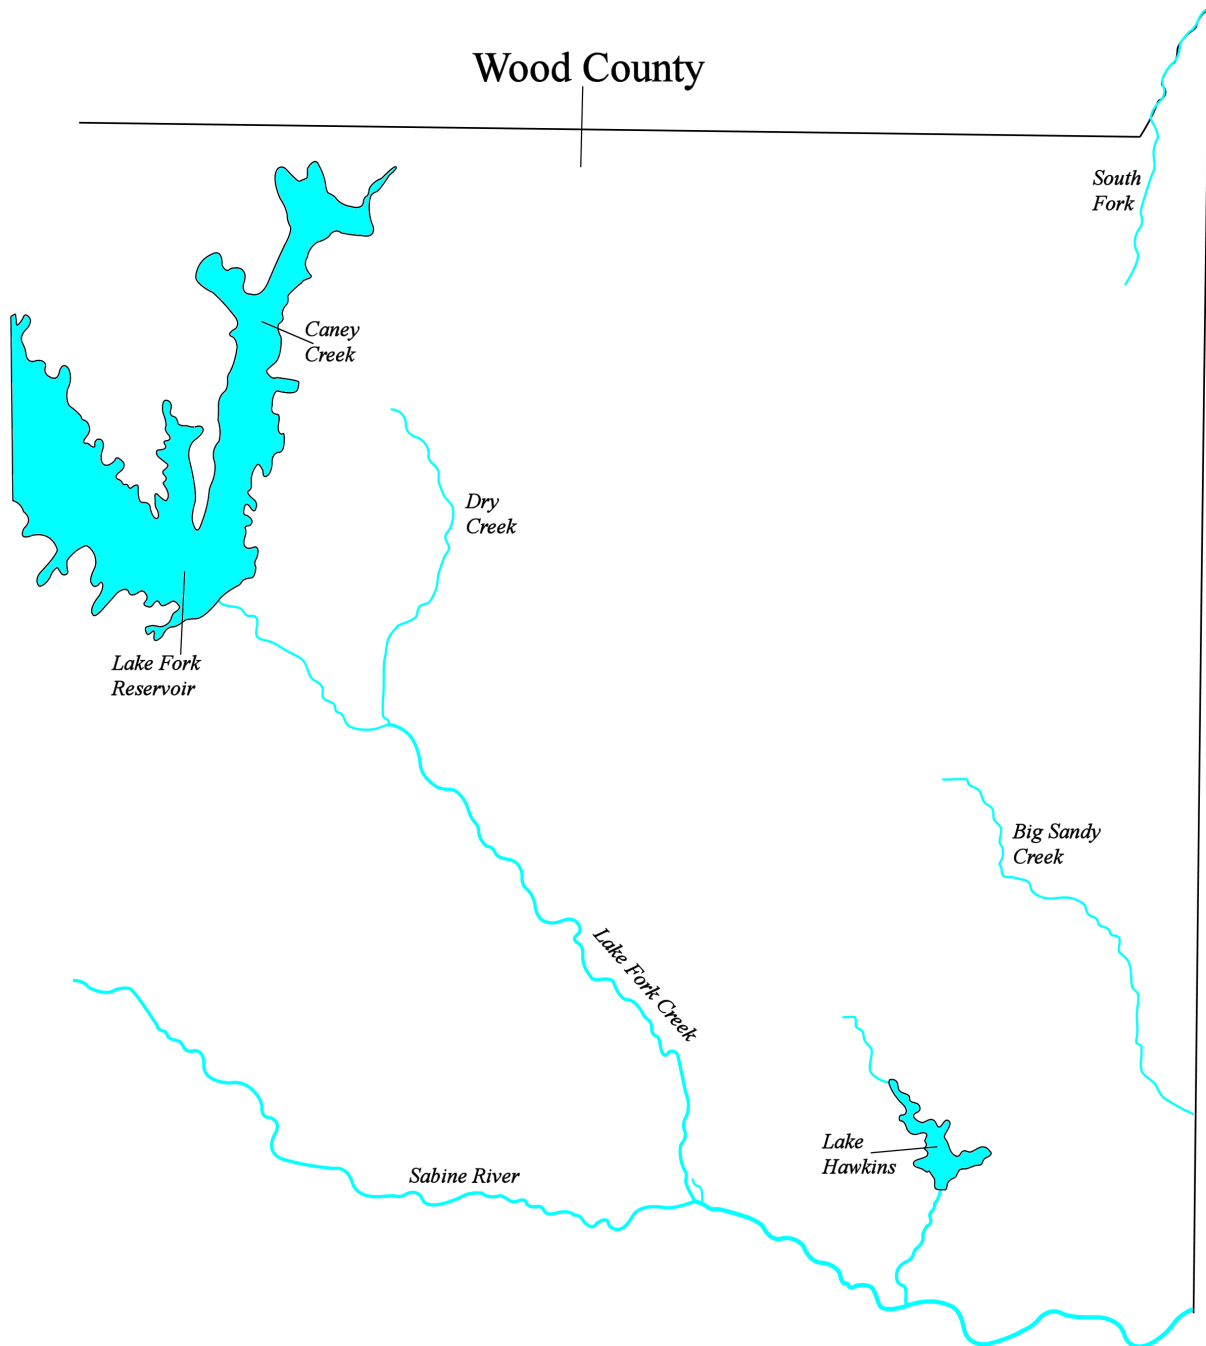 Wood County
South
Fork
Caney
Creek
Dry
Creek
Lake Fork
Reservoir
Big Sandy
Creek
Lake Fork Creek
Lake
Hawkins
Sabine River